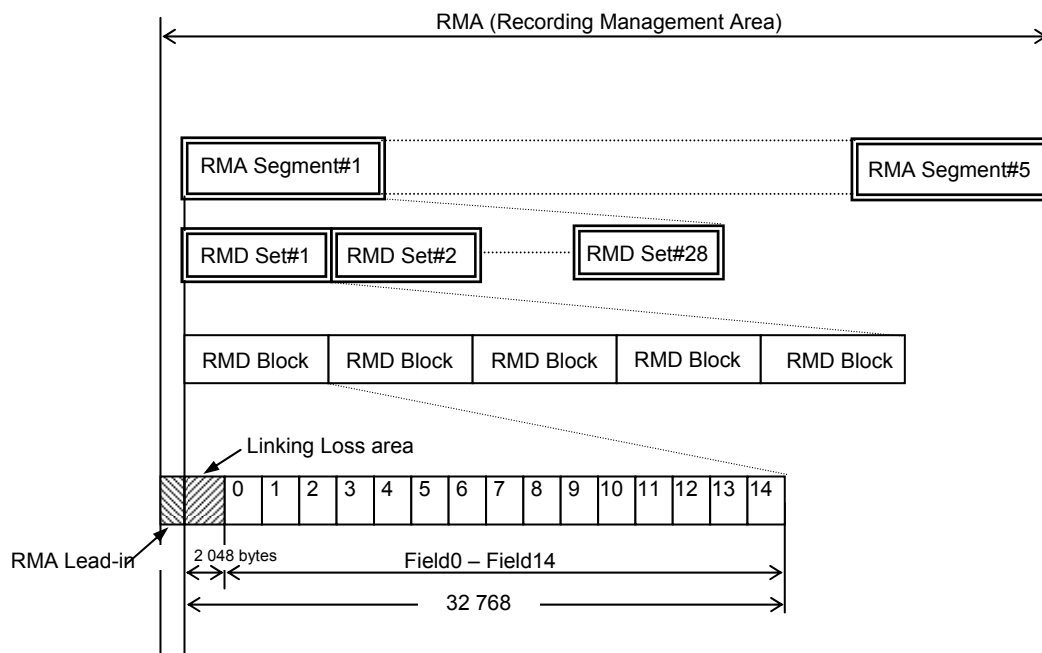 RMA (Recording Management Area)
RMA Segment#1
RMA Segment#5
RMD Set#1
RMD Set#2
RMD Set#28
RMD Block RMD Block RMD Block RMD Block RMD Block
Linking Loss area
0 1 2 3 4 5 6 7 8 9 10 11 12 13 14
RMA Lead-in
2 048 bytes
Field0 – Field14
32 768